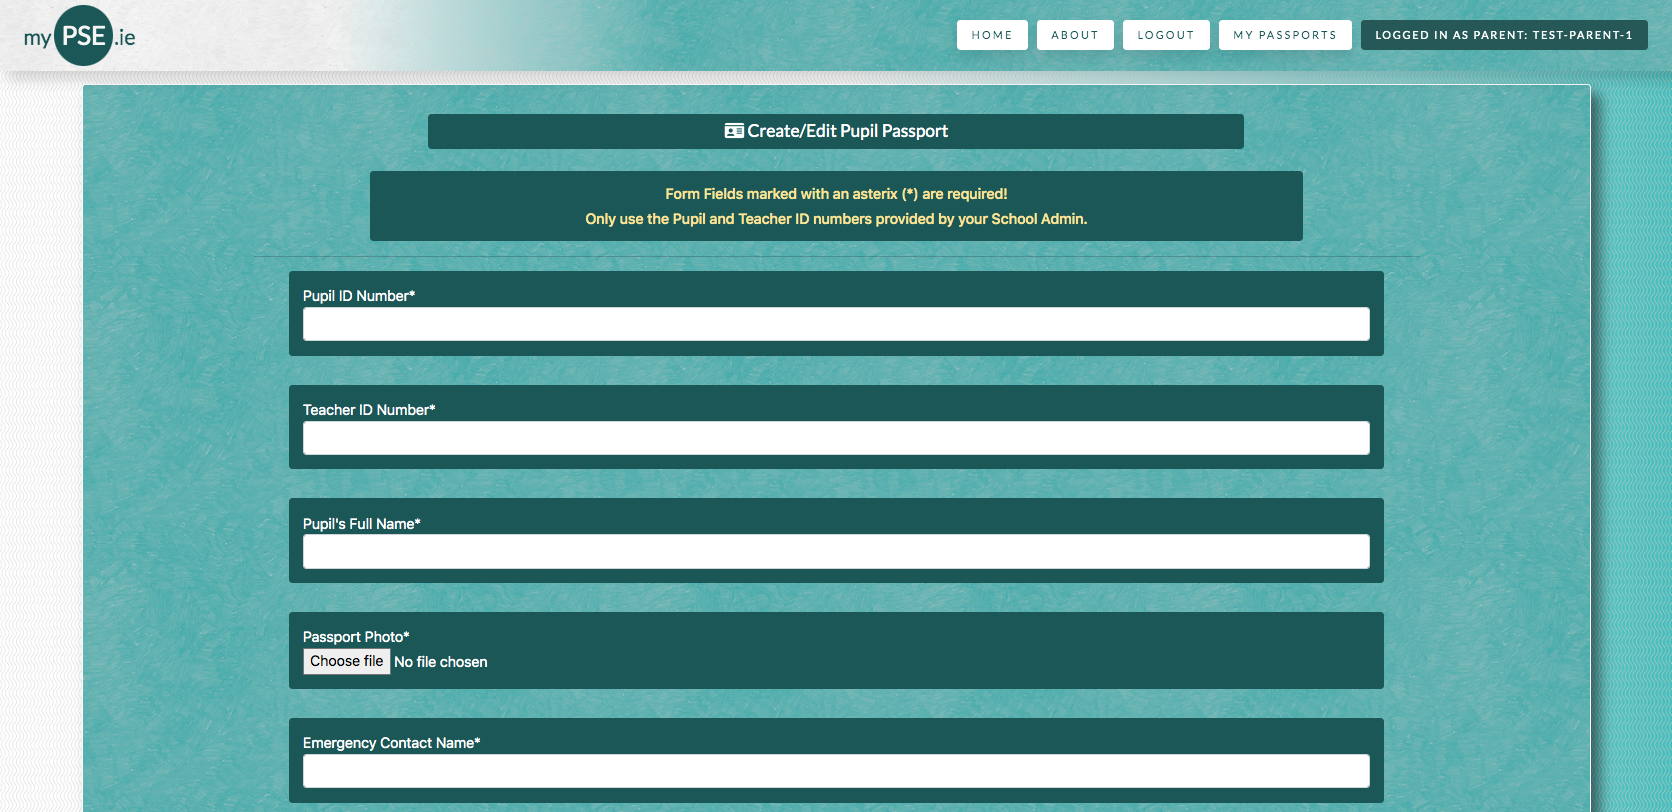 myPSE.ie
HOME
ABOUT
LOGOUT
MY PASSPORTS
LOGGED IN AS PARENT: TEST-PARENT-1
Create/Edit Pupil Passport
Form Fields marked with an asterix (*) are required!
Only use the Pupil and Teacher ID numbers provided by your School Admin.
Pupil ID Number*
Teacher ID Number*
Pupil's Full Name*
Passport Photo*
Choose file No file chosen
Emergency Contact Name*